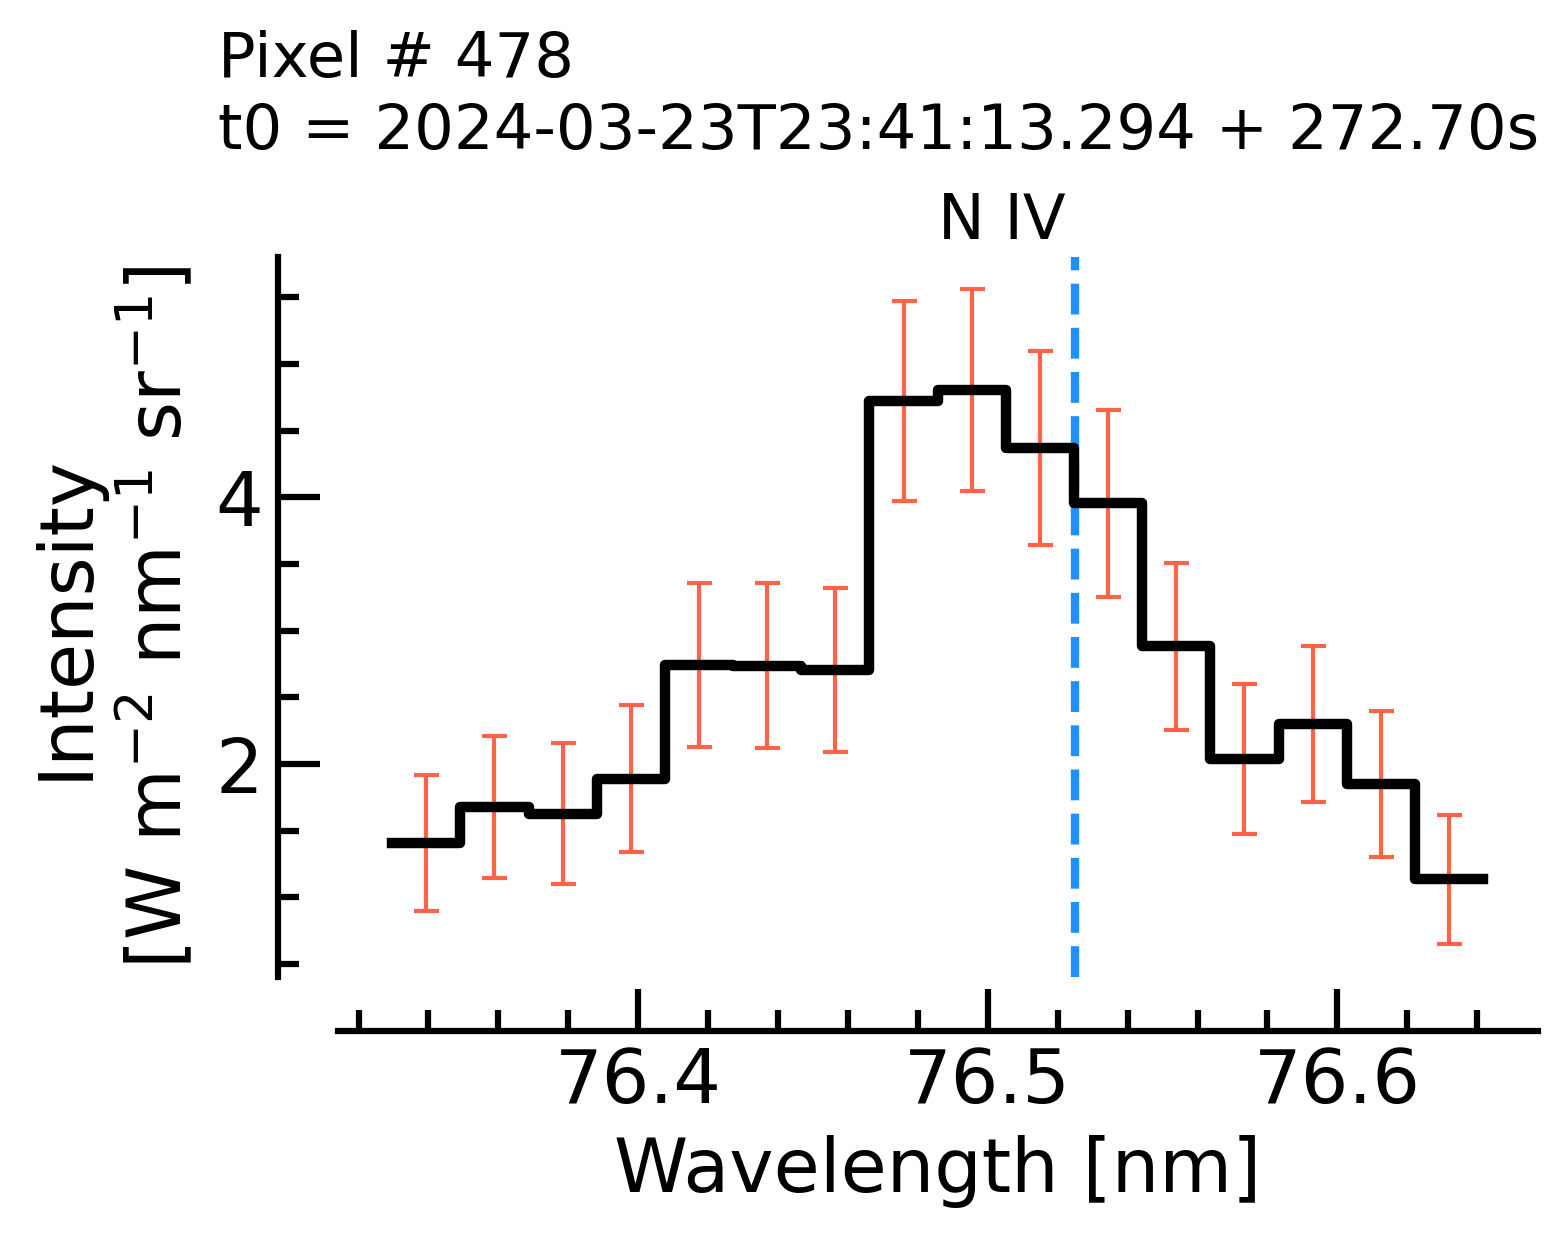 Pixel # 478
t0 = 2024-03-23T23:41:13.294 + 272.70s
N IV
Intensity
[W m⁻² nm⁻¹ sr⁻¹]
4
2
76.4 76.5 76.6
Wavelength [nm]